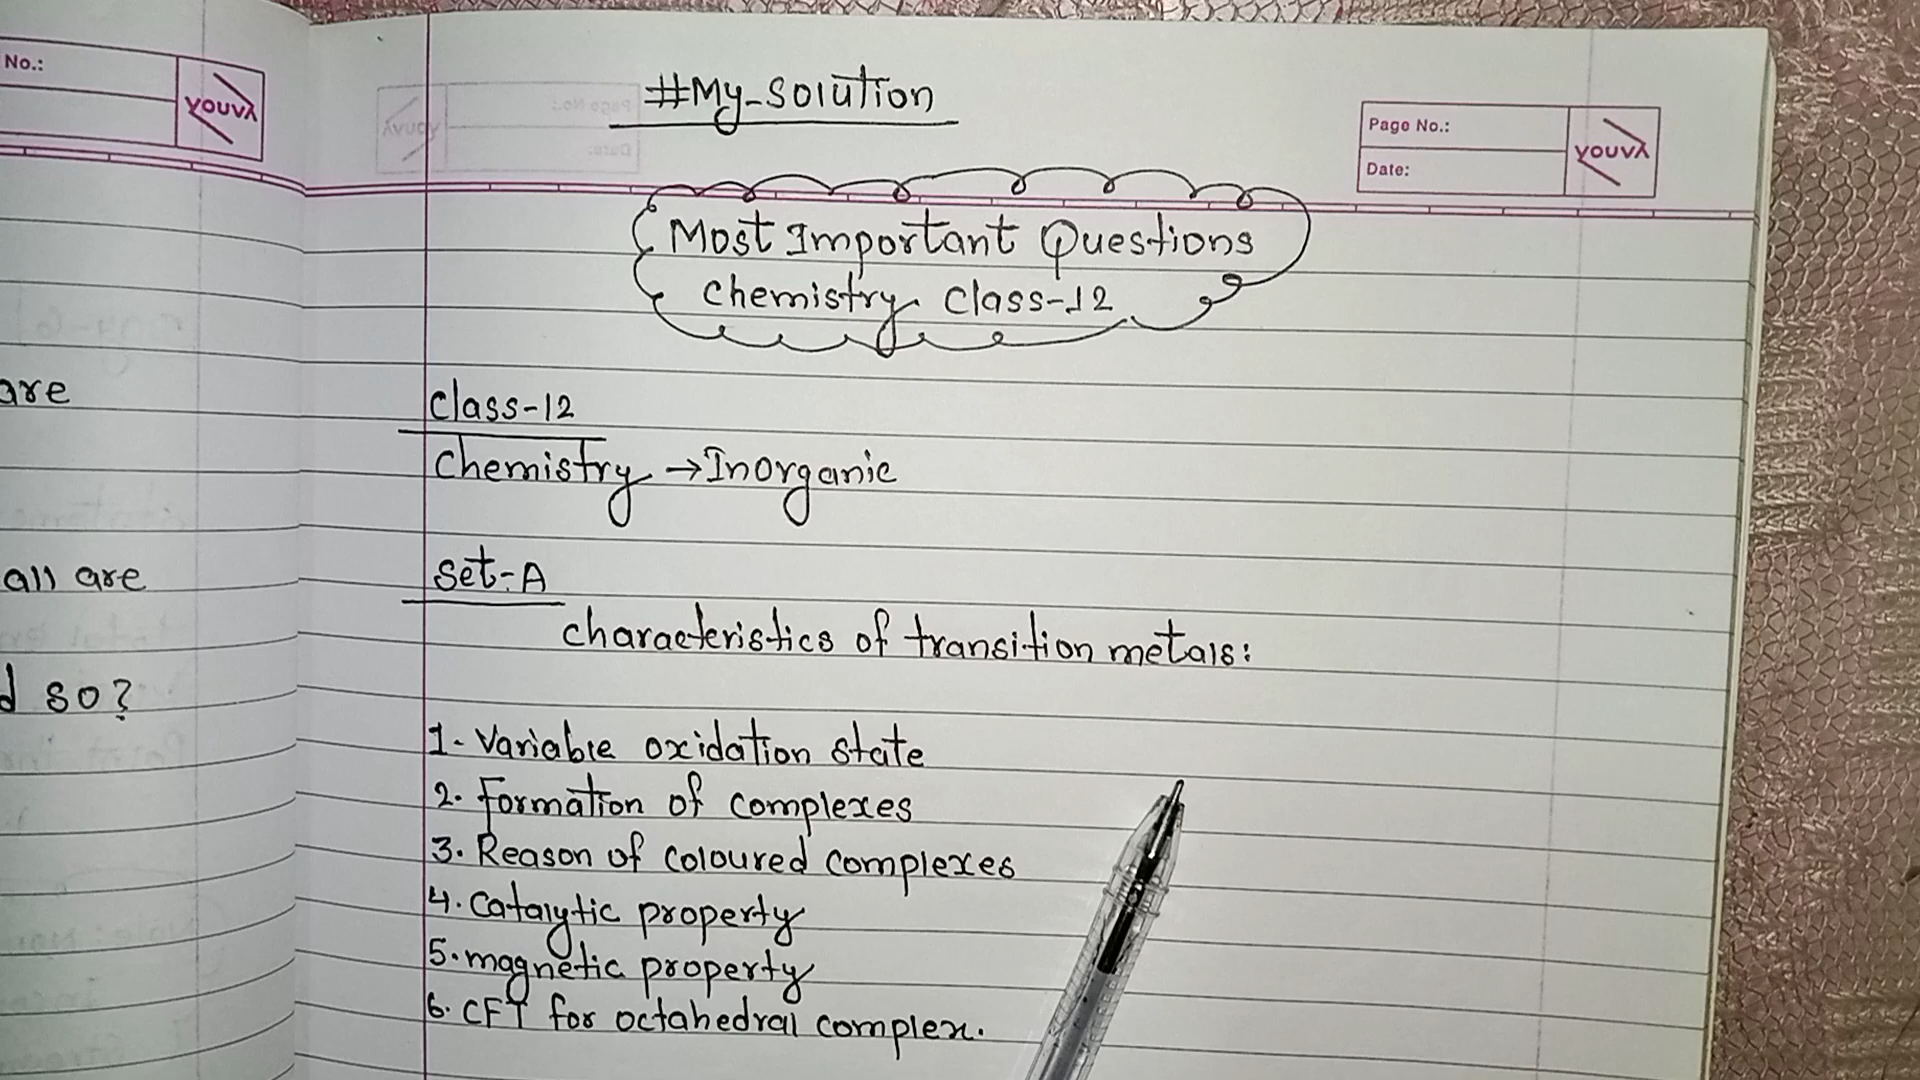 No.:
youva
are
all are
d so?
#My-Solution
Page No.:
Date:
youva
Most Important Questions
Chemistry Class-12
Class-12
Chemistry → Inorganic
Set-A
Characteristics of transition metals:
1. Variable oxidation state
2. Formation of complexes
3. Reason of coloured complexes
4. Catalytic property
5. magnetic property
6. CFT for octahedral complex.